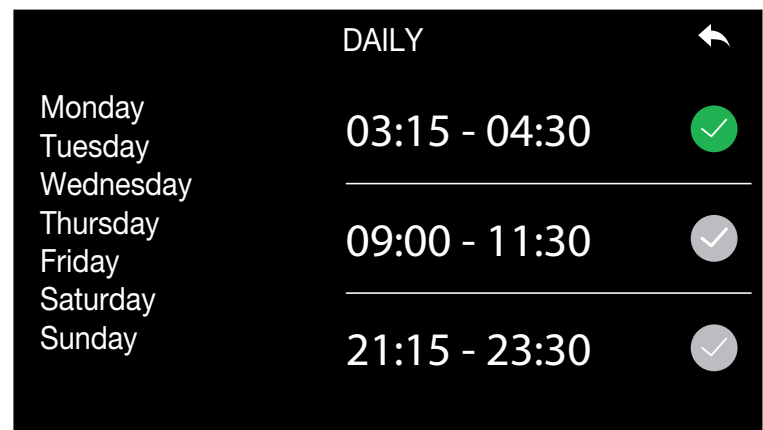 DAILY
Monday
Tuesday
Wednesday
Thursday
Friday
Saturday
Sunday
03:15 - 04:30
09:00 - 11:30
21:15 - 23:30